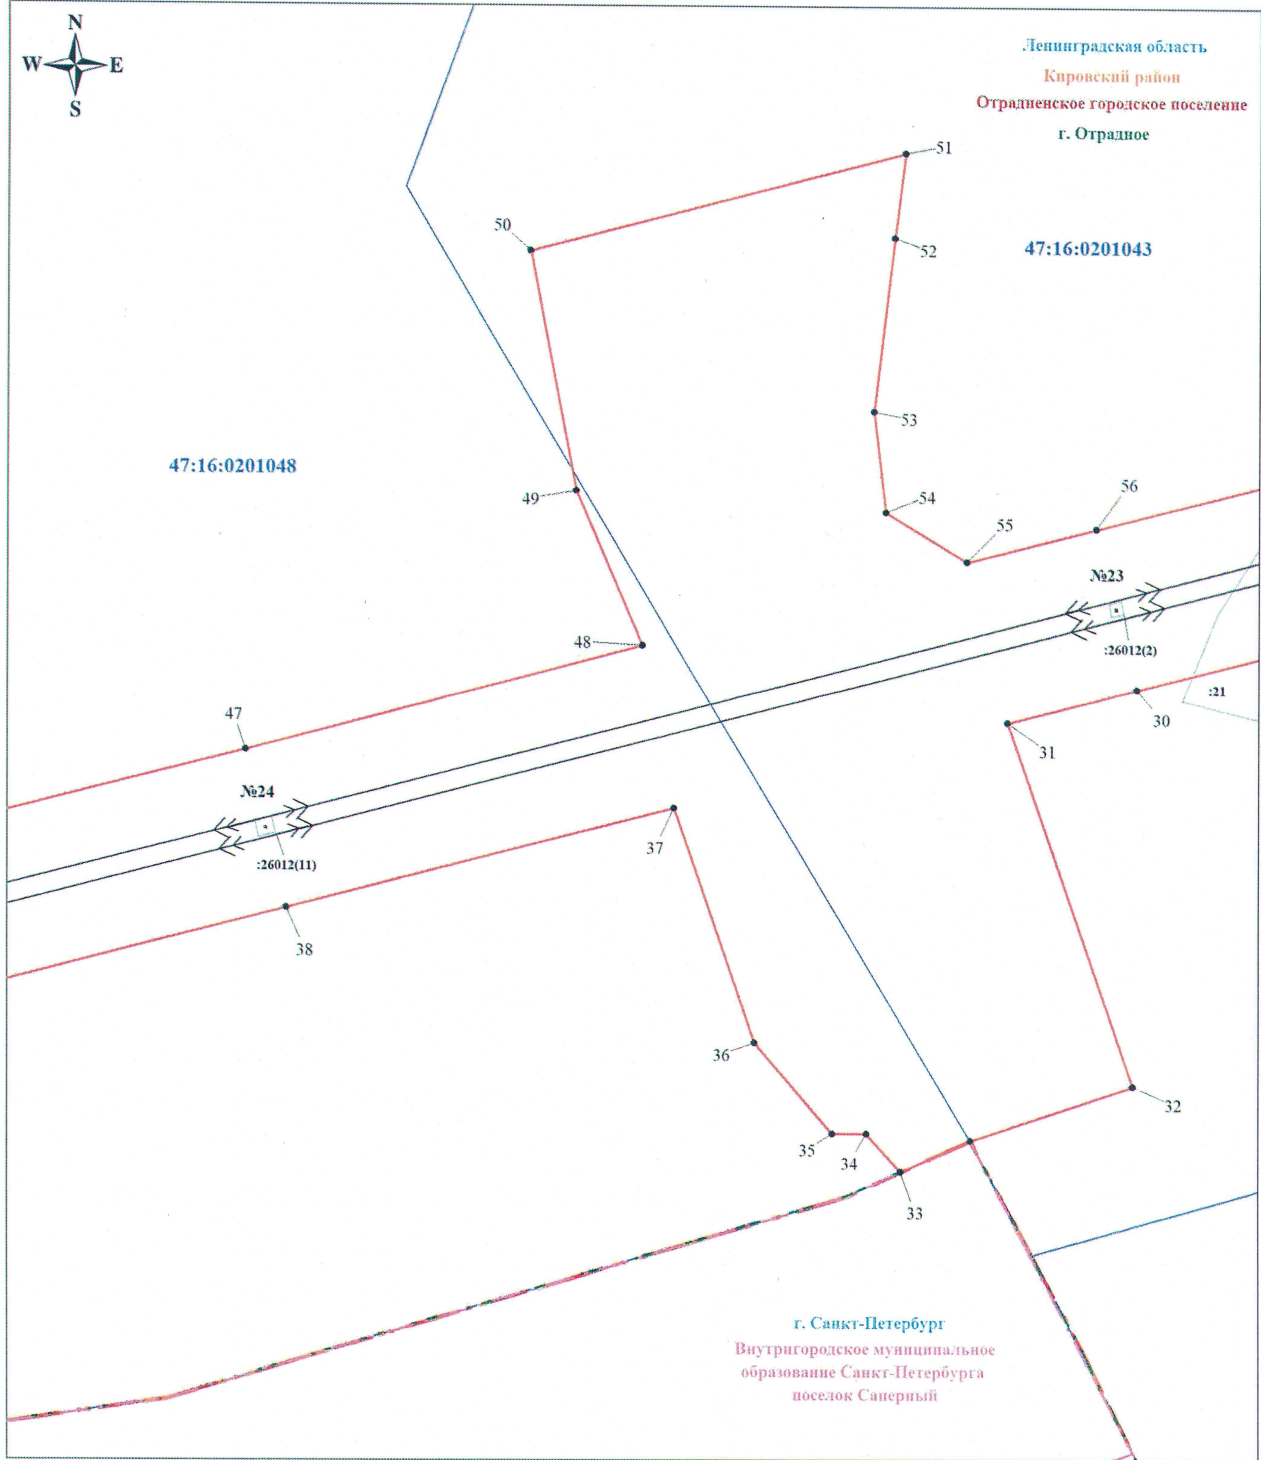 N
W E
S
Ленинградская область
Кировский район
Отрадненское городское поселение
г. Отрадное
51
50
52
47:16:0201043
53
47:16:0201048
49
54
56
55
№23
48
:26012(2)
:21
47
30
31
№24
37
:26012(11)
38
36
32
35
34
33
г. Санкт-Петербург
Внутригородское муниципальное
образование Санкт-Петербурга
поселок Саперный